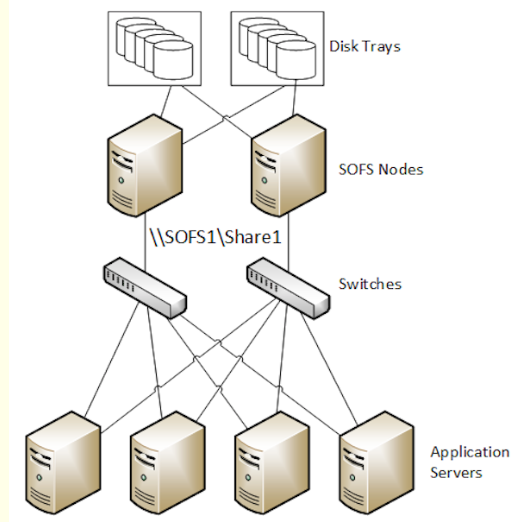 Disk Trays
SOFS Nodes
\\SOFS1\Share1
Switches
Application
Servers